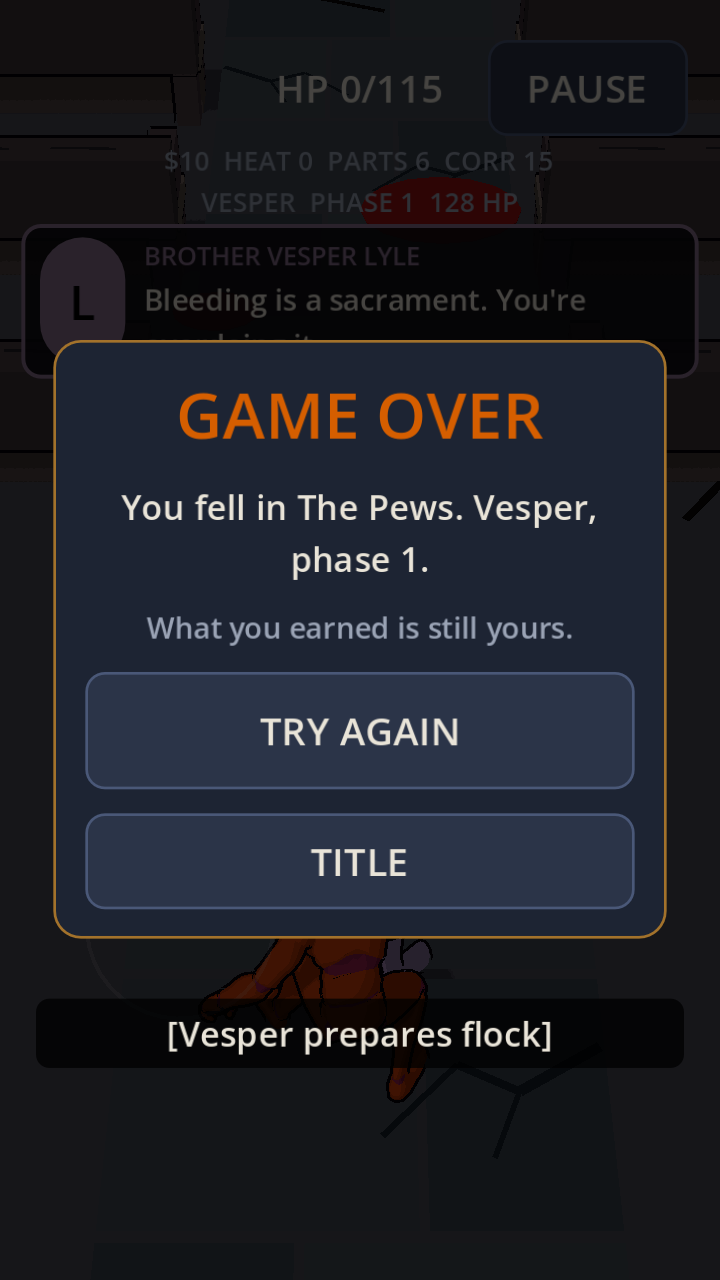 HP 0/115
PAUSE
$10 HEAT 0 PARTS 6 CORR 15
VESPER PHASE 1 128 HP
BROTHER VESPER LYLE
L
Bleeding is a sacrament. You're
GAME OVER
You fell in The Pews. Vesper,
phase 1.
What you earned is still yours.
TRY AGAIN
TITLE
[Vesper prepares flock]